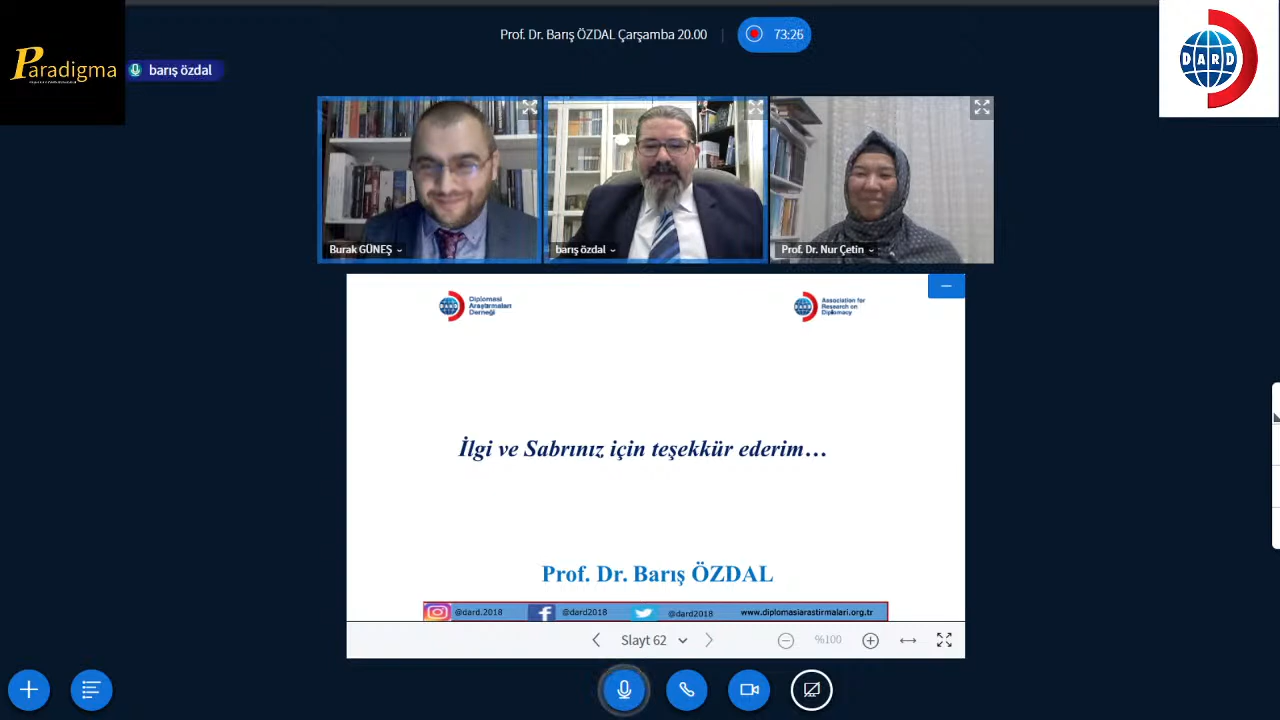 Prof. Dr. Barış ÖZDAL Çarşamba 20.00
73:26
Paradigma
barış özdal
DARD
Burak GÜNEŞ
barış özdal
Prof. Dr. Nur Çetin
DARD
Diplomasi
Araştırmaları
Derneği
DARD
Association for
Research on
Diplomacy
İlgi ve Sabrınız için teşekkür ederim…
Prof. Dr. Barış ÖZDAL
@dard.2018 @dard2018 @dard2018 www.diplomasiarastirmalari.org.tr
Slayt 62 %100